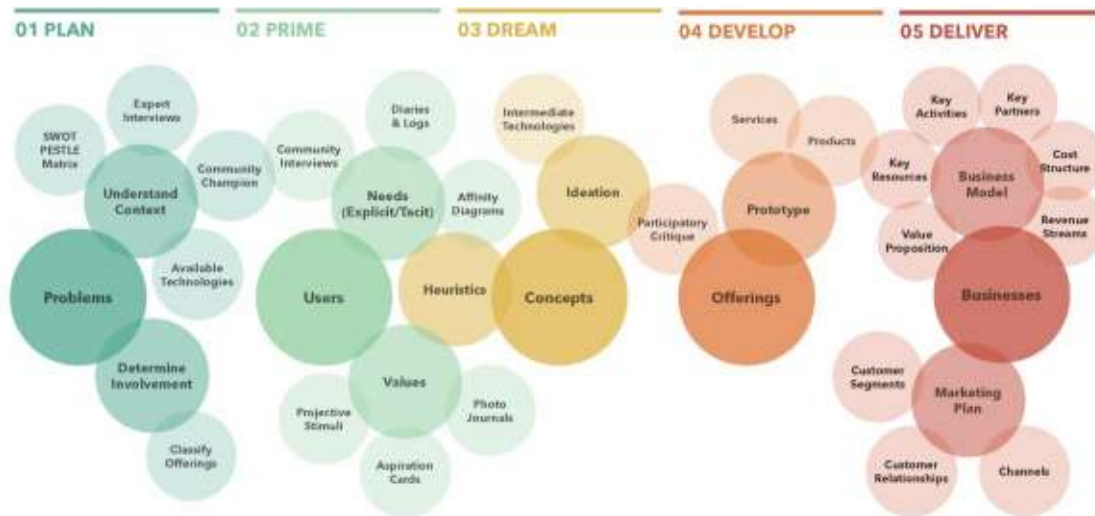 01 PLAN
02 PRIME
03 DREAM
04 DEVELOP
05 DELIVER
Expert
Interviews
SWOT
PESTLE
Matrix
Community
Champion
Understand
Context
Available
Technologies
Problems
Determine
Involvement
Classify
Offerings
Diaries
& Logs
Community
Interviews
Needs
(Explicit/Tacit)
Affinity
Diagrams
Users
Values
Projective
Stimuli
Photo
Journals
Aspiration
Cards
Intermediate
Technologies
Ideation
Heuristics
Concepts
Participatory
Critique
Services
Products
Prototype
Offerings
Key
Activities
Key
Partners
Key
Resources
Business
Model
Cost
Structure
Value
Proposition
Revenue
Streams
Businesses
Customer
Segments
Marketing
Plan
Customer
Relationships
Channels